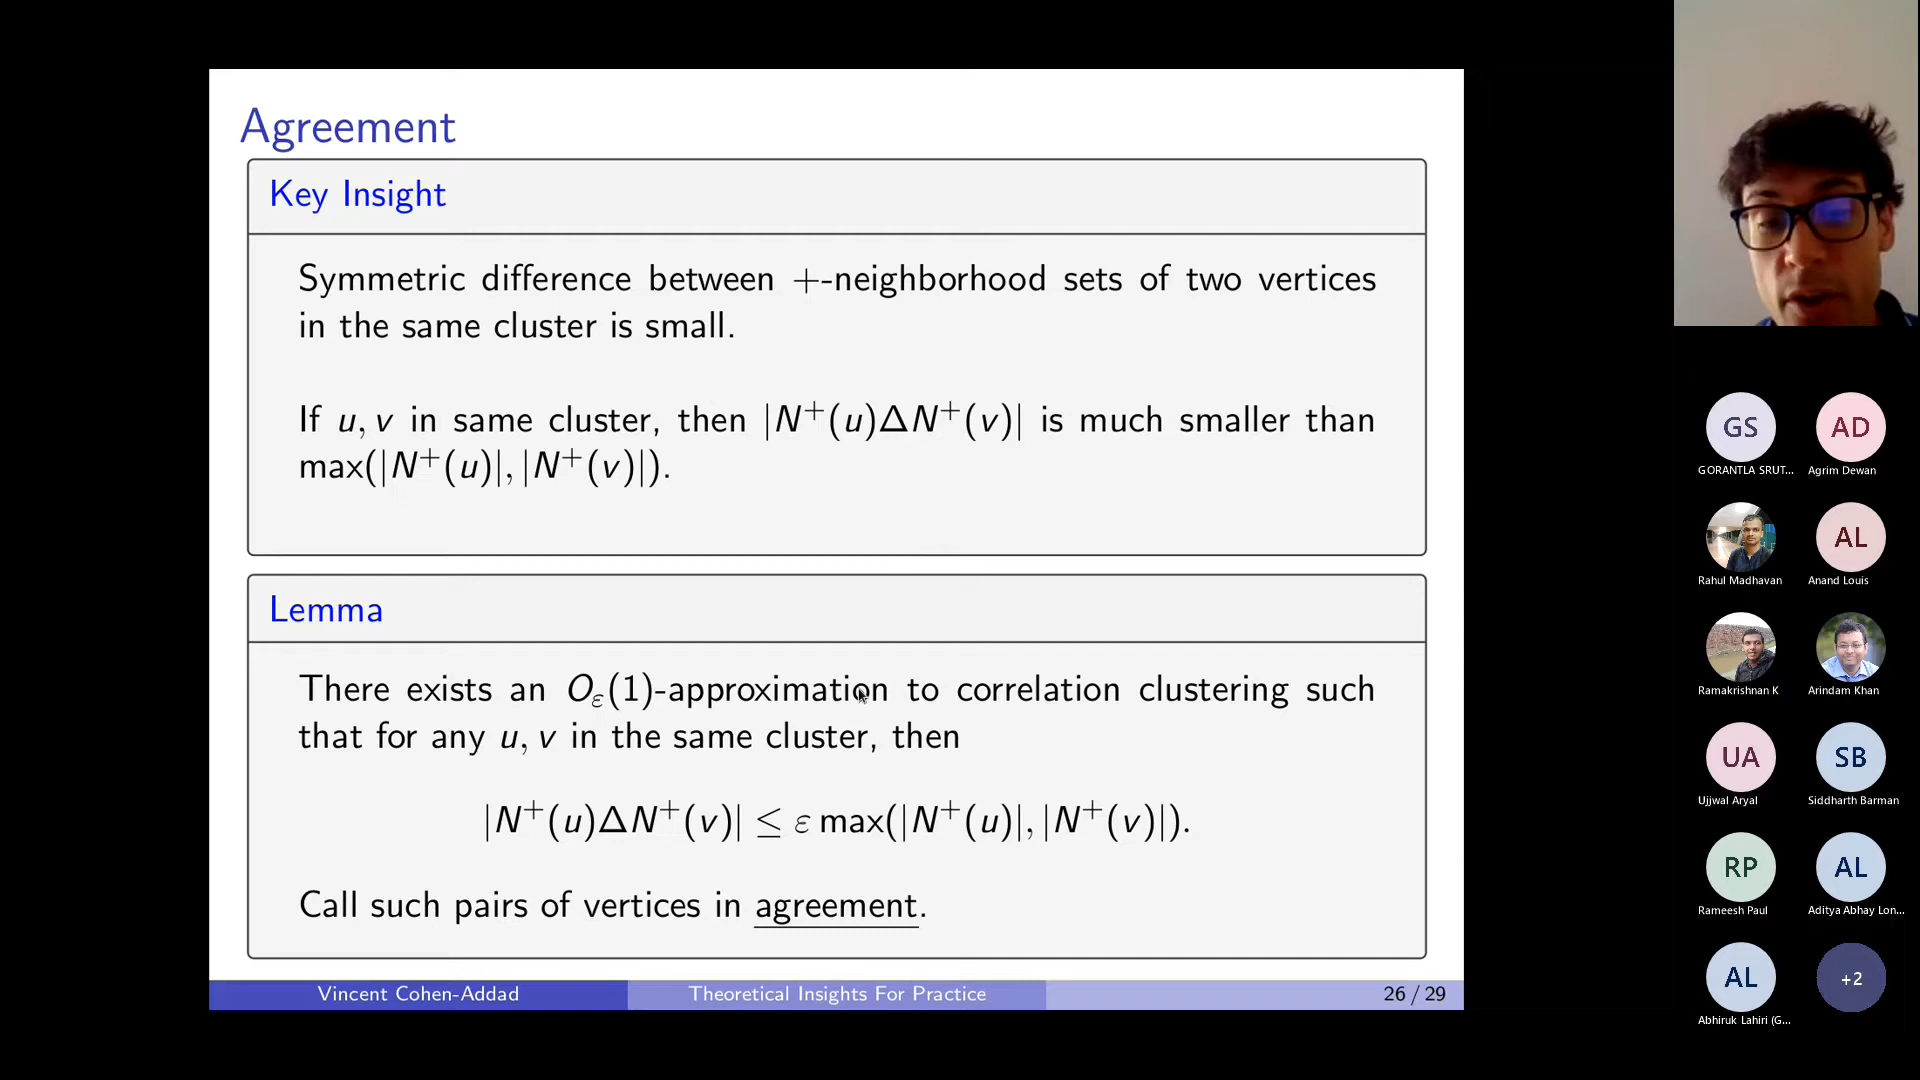 Agreement
Key Insight
Symmetric difference between +-neighborhood sets of two vertices
in the same cluster is small.
If u, v in same cluster, then |N⁺(u)ΔN⁺(v)| is much smaller than
max(|N⁺(u)|, |N⁺(v)|).
Lemma
There exists an Oε(1)-approximation to correlation clustering such
that for any u, v in the same cluster, then
|N⁺(u)ΔN⁺(v)| ≤ ε max(|N⁺(u)|, |N⁺(v)|).
Call such pairs of vertices in agreement.
Vincent Cohen-Addad
Theoretical Insights For Practice
26 / 29
GS
AD
GORANTLA SRUT...
Agrim Dewan
AL
Rahul Madhavan
Anand Louis
Ramakrishnan K
Arindam Khan
UA
SB
Ujjwal Aryal
Siddharth Barman
RP
AL
Rameesh Paul
Aditya Abhay Lon...
AL
+2
Abhiruk Lahiri (G...